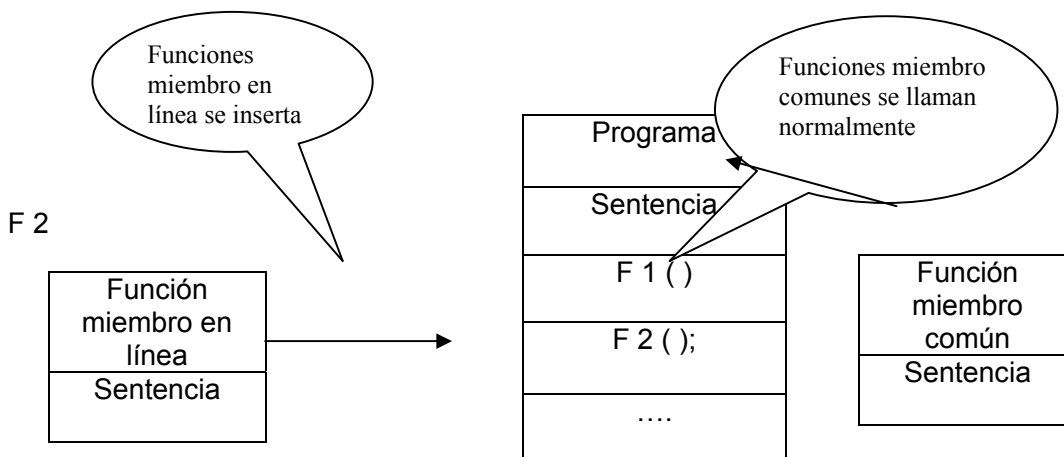 Funciones
miembro en
línea se inserta
Funciones miembro
comunes se llaman
normalmente
F 2
Función
miembro en
línea
Sentencia
Programa
Sentencia
F 1 ( )
F 2 ( );
….
Función
miembro
común
Sentencia